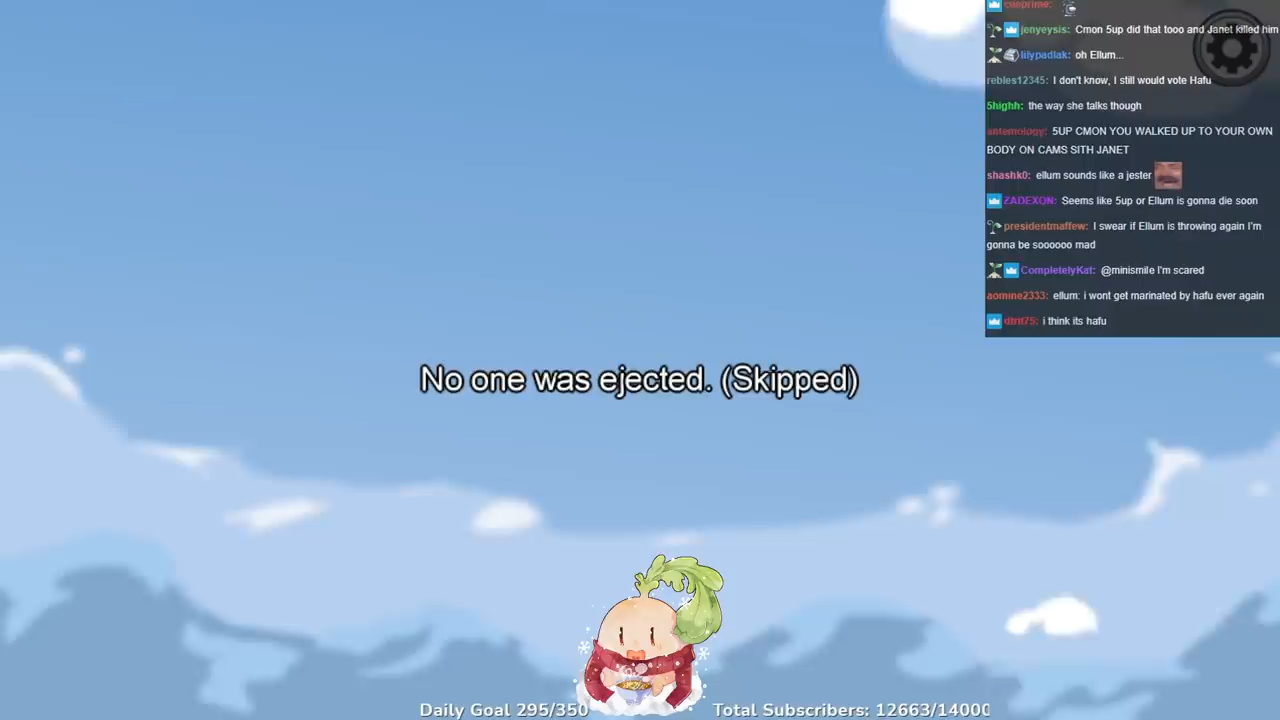 cueprime:
jenyeysis: Cmon 5up did that tooo and Janet killed him
lilypadlak: oh Ellum...
rebles12345: I don't know, I still would vote Hafu
5highh: the way she talks though
antemology: 5UP CMON YOU WALKED UP TO YOUR OWN
BODY ON CAMS SITH JANET
shashk0: ellum sounds like a jester
ZADEXQN: Seems like 5up or Ellum is gonna die soon
presidentmaffew: I swear if Ellum is throwing again I'm
gonna be soooooo mad
CompletelyKat: @minismile I'm scared
aomine2333: ellum: i wont get marinated by hafu ever again
dtrit75: i think its hafu
No one was ejected. (Skipped)
Daily Goal 295/350
Total Subscribers: 12663/14000